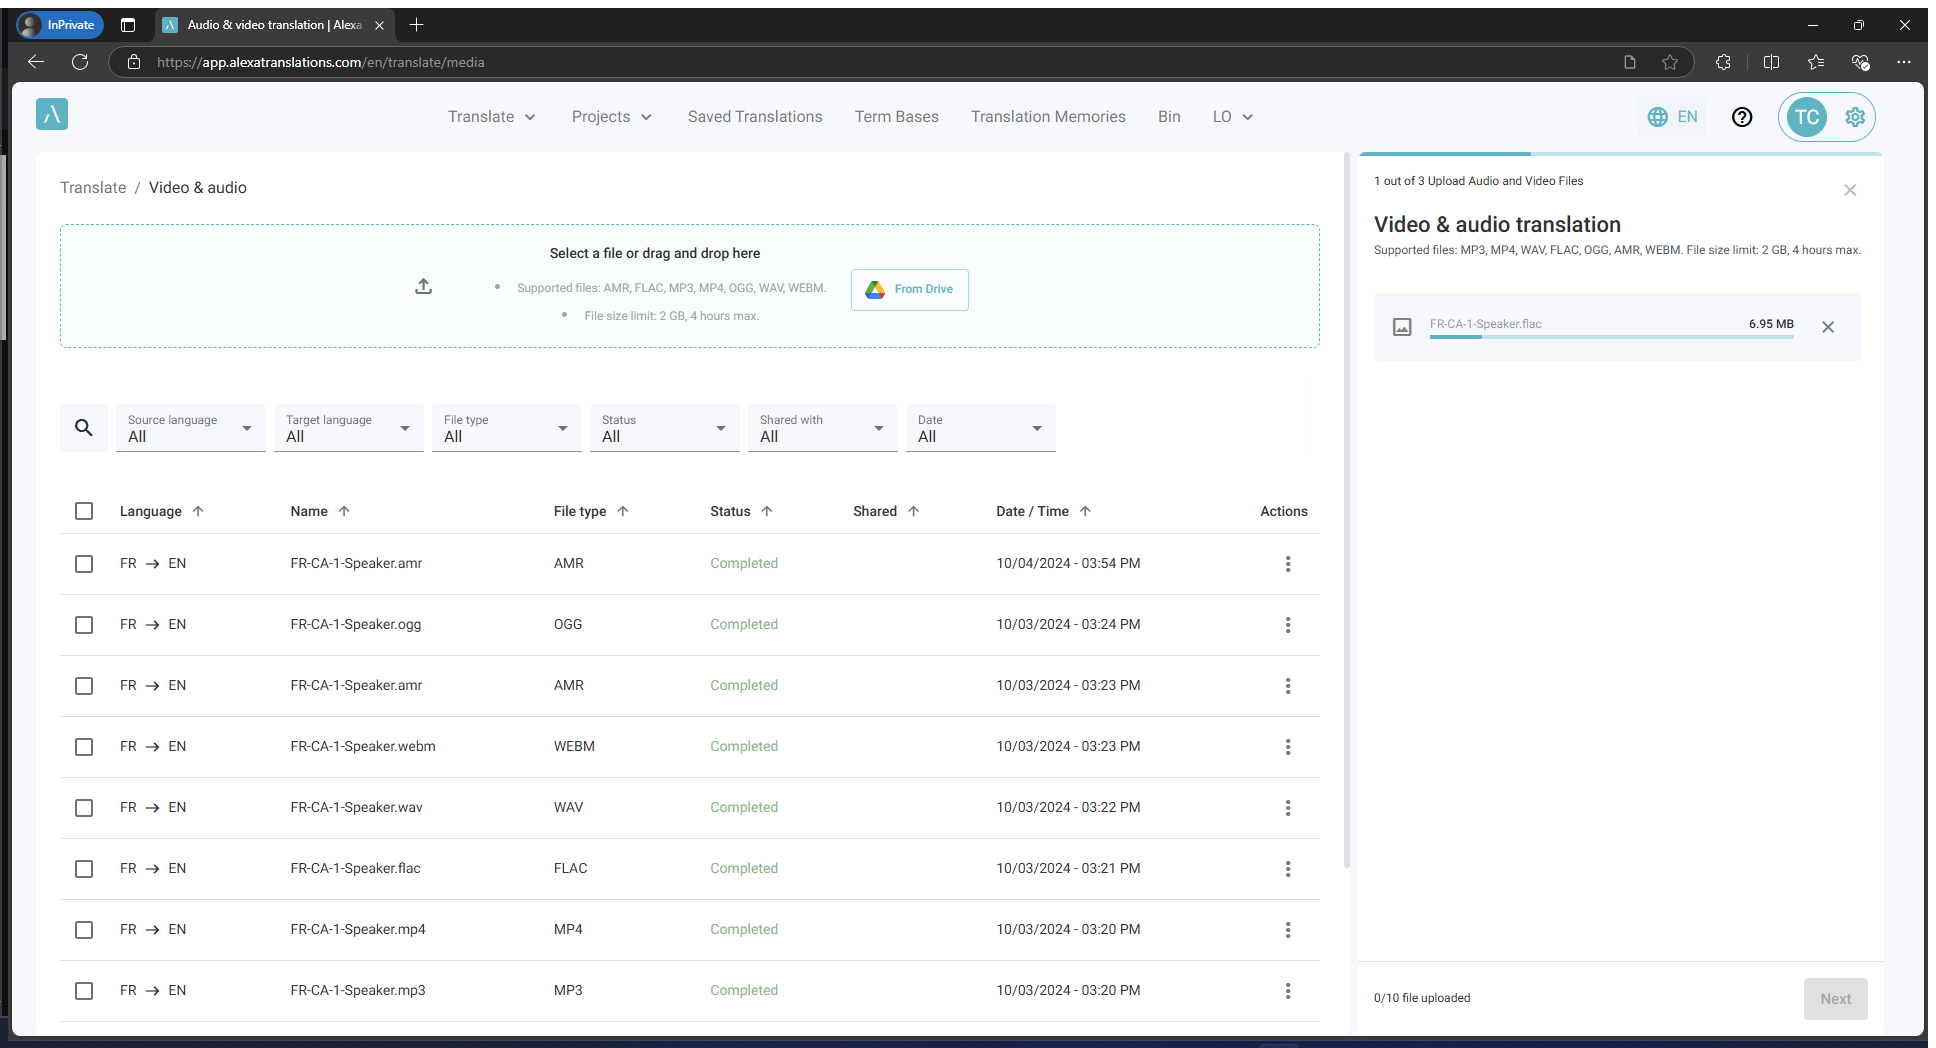 InPrivate
Audio & video translation | Alexa
https://app.alexatranslations.com/en/translate/media
Translate Projects Saved Translations Term Bases Translation Memories Bin LO EN TC
Translate / Video & audio
Select a file or drag and drop here
• Supported files: AMR, FLAC, MP3, MP4, OGG, WAV, WEBM.
• File size limit: 2 GB, 4 hours max.
From Drive
Source language Target language File type Status Shared with Date
All All All All All All
Language Name File type Status Shared Date / Time Actions
FR → EN FR-CA-1-Speaker.amr AMR Completed 10/04/2024 - 03:54 PM
FR → EN FR-CA-1-Speaker.ogg OGG Completed 10/03/2024 - 03:24 PM
FR → EN FR-CA-1-Speaker.amr AMR Completed 10/03/2024 - 03:23 PM
FR → EN FR-CA-1-Speaker.webm WEBM Completed 10/03/2024 - 03:23 PM
FR → EN FR-CA-1-Speaker.wav WAV Completed 10/03/2024 - 03:22 PM
FR → EN FR-CA-1-Speaker.flac FLAC Completed 10/03/2024 - 03:21 PM
FR → EN FR-CA-1-Speaker.mp4 MP4 Completed 10/03/2024 - 03:20 PM
FR → EN FR-CA-1-Speaker.mp3 MP3 Completed 10/03/2024 - 03:20 PM
1 out of 3 Upload Audio and Video Files
Video & audio translation
Supported files: MP3, MP4, WAV, FLAC, OGG, AMR, WEBM. File size limit: 2 GB, 4 hours max.
FR-CA-1-Speaker.flac 6.95 MB
0/10 file uploaded
Next